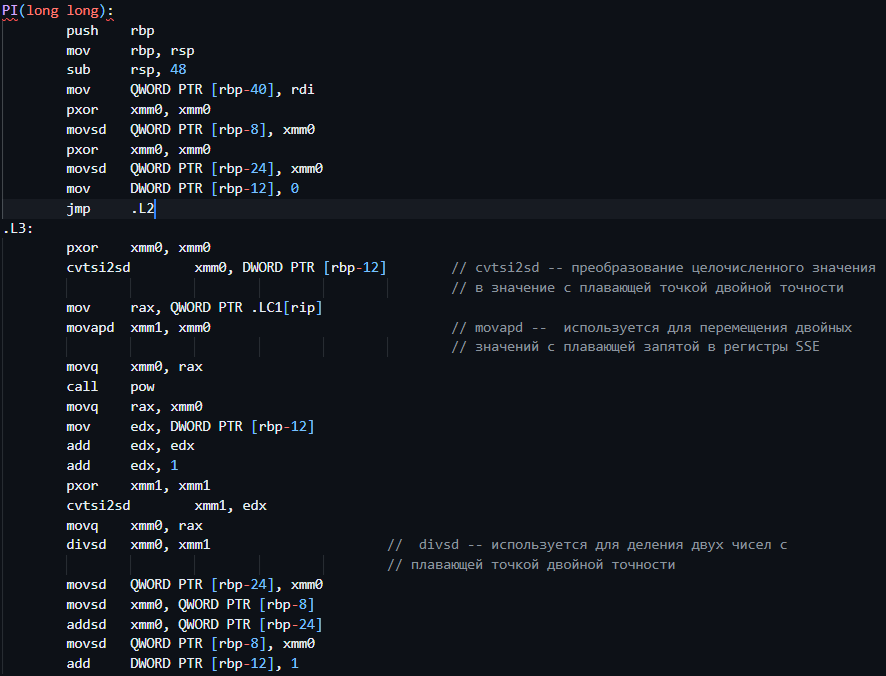 PI(long long):
push rbp
mov rbp, rsp
sub rsp, 48
mov QWORD PTR [rbp-40], rdi
pxor xmm0, xmm0
movsd QWORD PTR [rbp-8], xmm0
pxor xmm0, xmm0
movsd QWORD PTR [rbp-24], xmm0
mov DWORD PTR [rbp-12], 0
jmp .L2
.L3:
pxor xmm0, xmm0
cvtsi2sd xmm0, DWORD PTR [rbp-12] // cvtsi2sd -- преобразование целочисленного значения
// в значение с плавающей точкой двойной точности
mov rax, QWORD PTR .LC1[rip]
movapd xmm1, xmm0 // movapd -- используется для перемещения двойных
// значений с плавающей запятой в регистры SSE
movq xmm0, rax
call pow
movq rax, xmm0
mov edx, DWORD PTR [rbp-12]
add edx, edx
add edx, 1
pxor xmm1, xmm1
cvtsi2sd xmm1, edx
movq xmm0, rax
divsd xmm0, xmm1 // divsd -- используется для деления двух чисел с
// плавающей точкой двойной точности
movsd QWORD PTR [rbp-24], xmm0
movsd xmm0, QWORD PTR [rbp-8]
addsd xmm0, QWORD PTR [rbp-24]
movsd QWORD PTR [rbp-8], xmm0
add DWORD PTR [rbp-12], 1